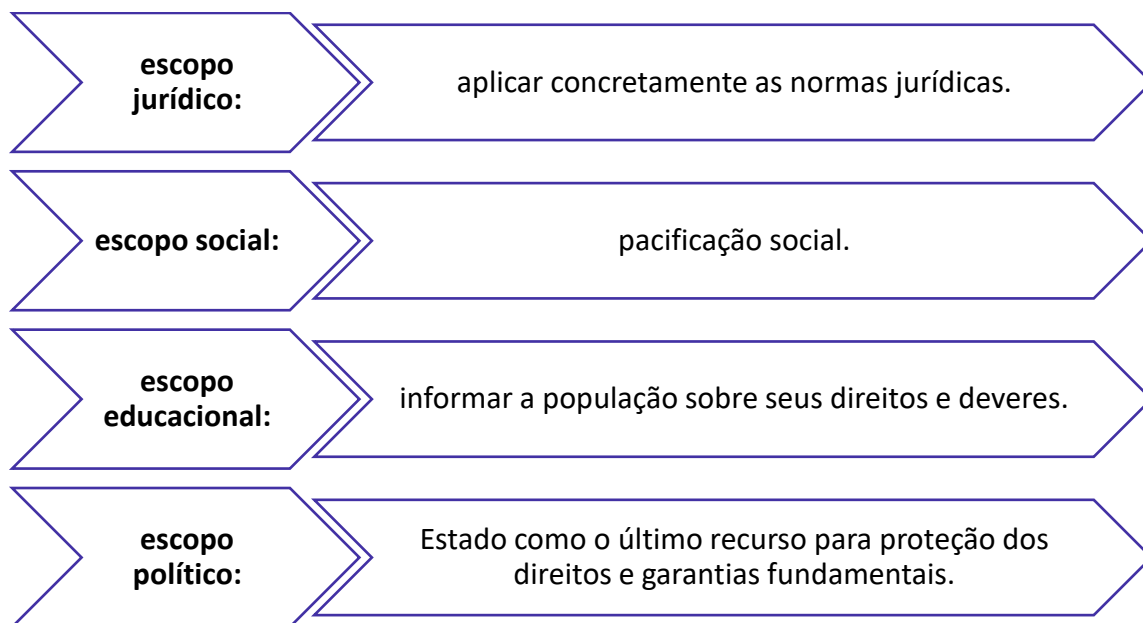 escopo
jurídico:
aplicar concretamente as normas jurídicas.
escopo social:
pacificação social.
escopo
educacional:
informar a população sobre seus direitos e deveres.
escopo
político:
Estado como o último recurso para proteção dos
direitos e garantias fundamentais.